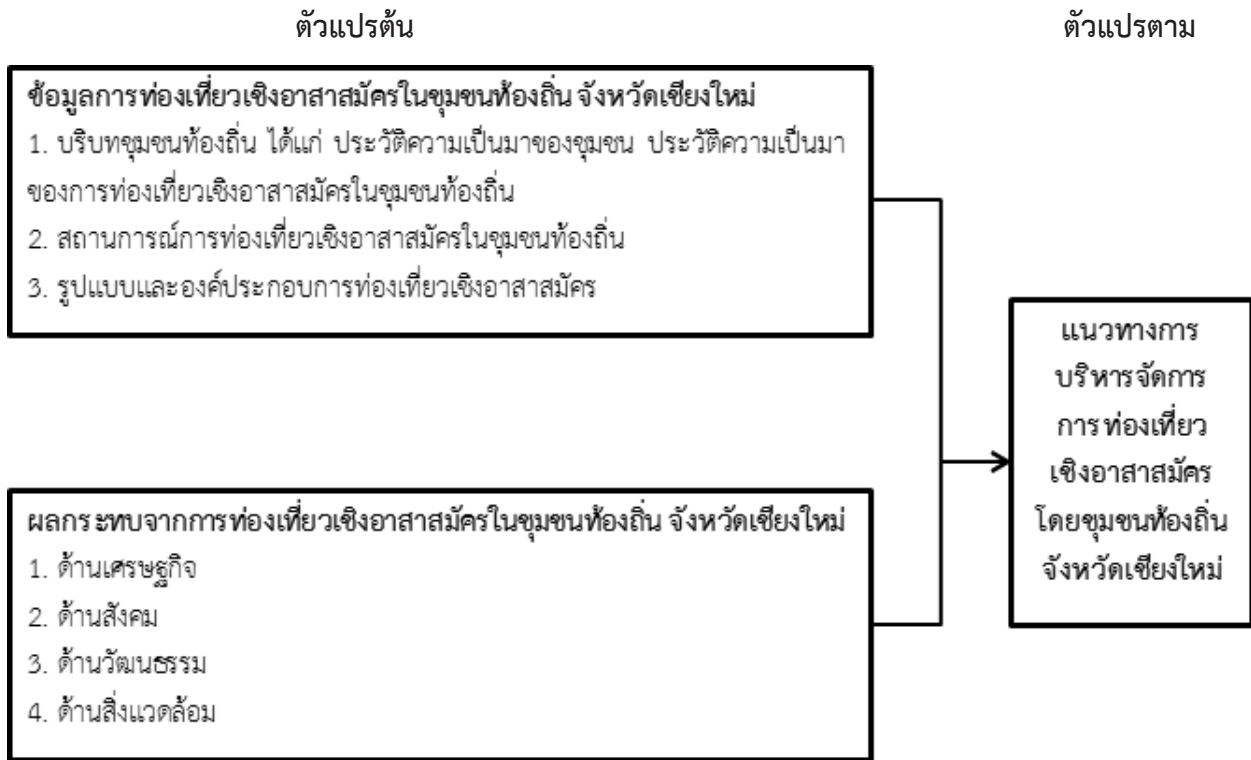 ตัวแปรต้น
ตัวแปรตาม
ข้อมูลการท่องเที่ยวเชิงอาสาสมัครในชุมชนท้องถิ่น จังหวัดเชียงใหม่
1. บริบทชุมชนท้องถิ่น ได้แก่ ประวัติความเป็นมาของชุมชน ประวัติความเป็นมา
ของการท่องเที่ยวเชิงอาสาสมัครในชุมชนท้องถิ่น
2. สถานการณ์การท่องเที่ยวเชิงอาสาสมัครในชุมชนท้องถิ่น
3. รูปแบบและองค์ประกอบการท่องเที่ยวเชิงอาสาสมัคร
ผลกระทบจากการท่องเที่ยวเชิงอาสาสมัครในชุมชนท้องถิ่น จังหวัดเชียงใหม่
1. ด้านเศรษฐกิจ
2. ด้านสังคม
3. ด้านวัฒนธรรม
4. ด้านสิ่งแวดล้อม
แนวทางการ
บริหารจัดการ
การท่องเที่ยว
เชิงอาสาสมัคร
โดยชุมชนท้องถิ่น
จังหวัดเชียงใหม่